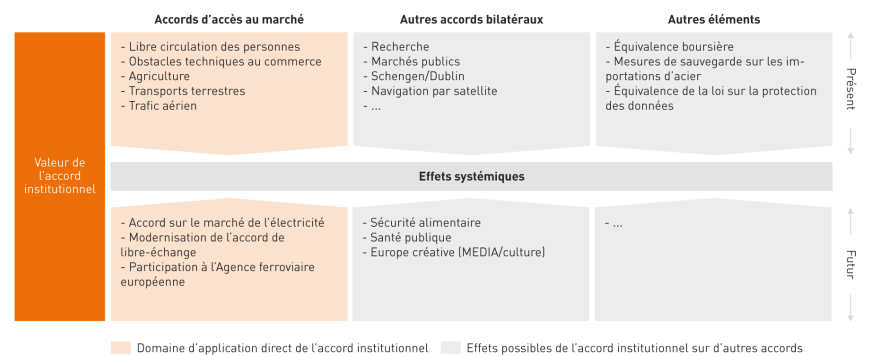 Accords d’accès au marché
Autres accords bilatéraux
Autres éléments
Valeur de
l’accord
institutionnel
- Libre circulation des personnes
- Obstacles techniques au commerce
- Agriculture
- Transports terrestres
- Trafic aérien
- Recherche
- Marchés publics
- Schengen/Dublin
- Navigation par satellite
- ...
- Équivalence boursière
- Mesures de sauvegarde sur les im-
portations d’acier
- Équivalence de la loi sur la protection
des données
Présent
Effets systémiques
- Accord sur le marché de l’électricité
- Modernisation de l’accord de
libre-échange
- Participation à l’Agence ferroviaire
européenne
- Sécurité alimentaire
- Santé publique
- Europe créative (MEDIA/culture)
- ...
Futur
Domaine d’application direct de l’accord institutionnel
Effets possibles de l’accord institutionnel sur d’autres accords